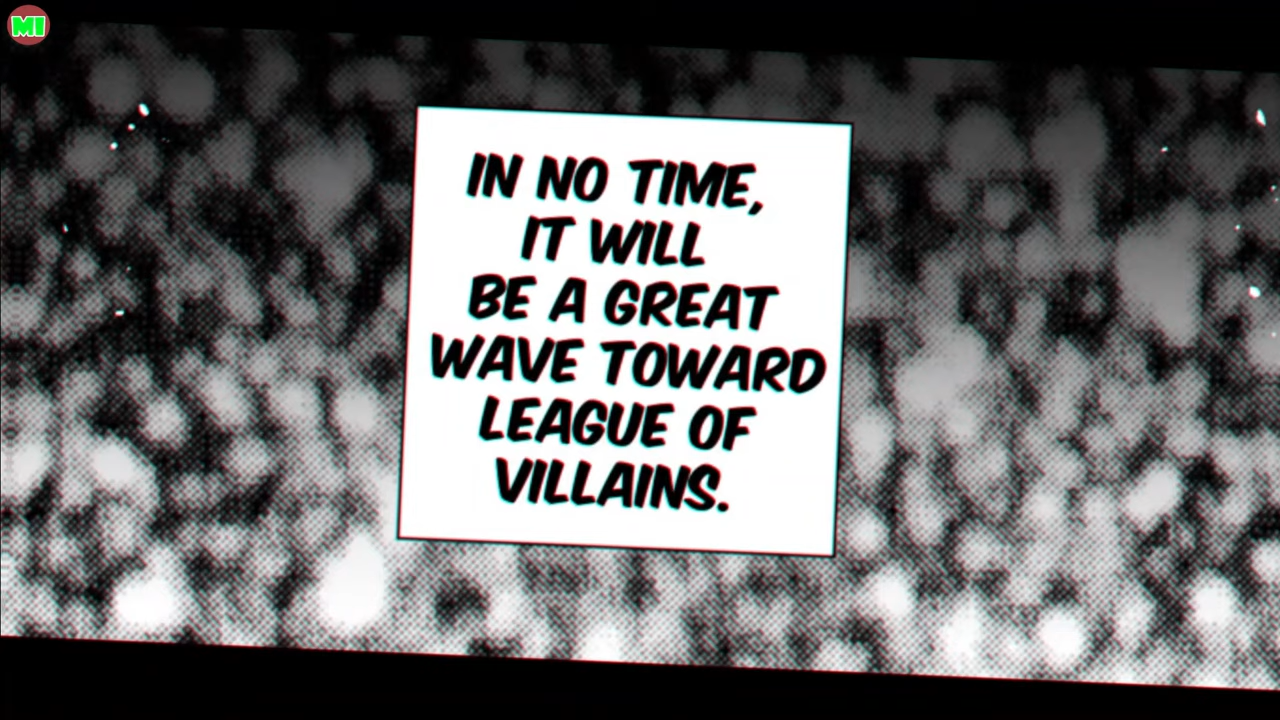 MI
IN NO TIME,
IT WILL
BE A GREAT
WAVE TOWARD
LEAGUE OF
VILLAINS.